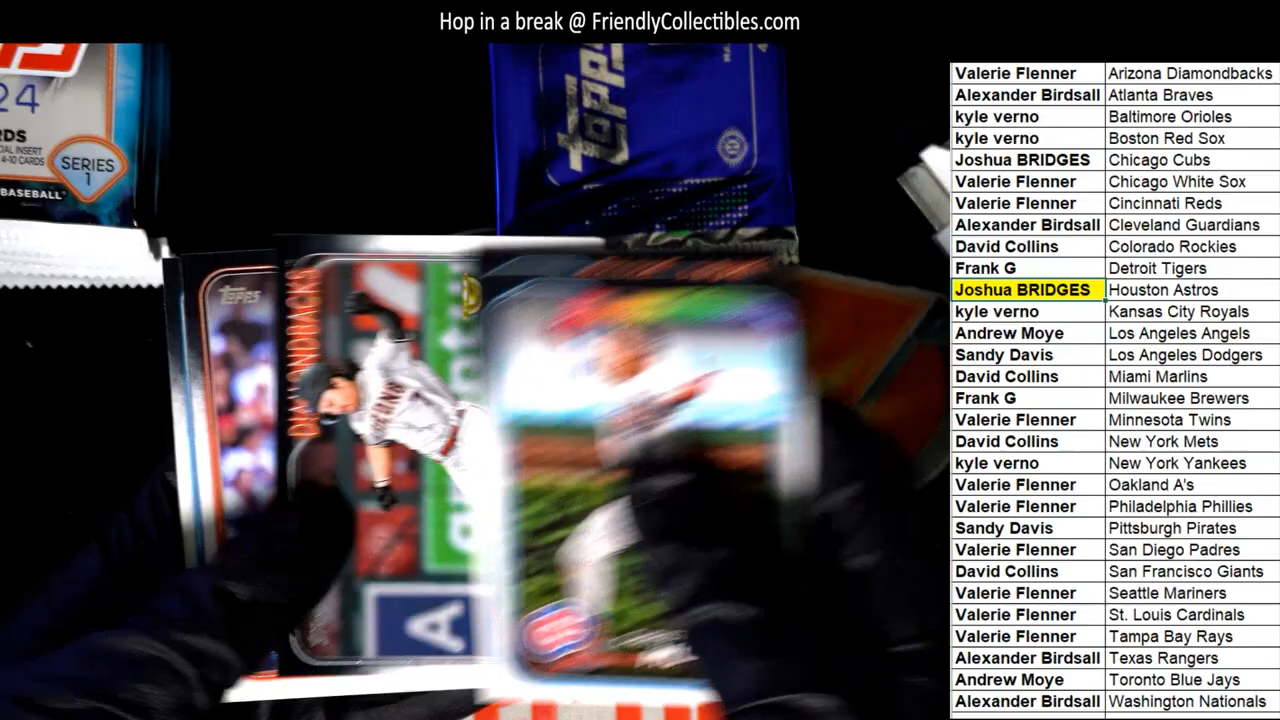 Hop in a break @ FriendlyCollectibles.com
24
RDS
4-10 CARDS
SERIES
1
BASEBALL
Topps
Topps
DIAMONDBACKS
A
Valerie Flenner Arizona Diamondbacks
Alexander Birdsall Atlanta Braves
kyle verno Baltimore Orioles
kyle verno Boston Red Sox
Joshua BRIDGES Chicago Cubs
Valerie Flenner Chicago White Sox
Valerie Flenner Cincinnati Reds
Alexander Birdsall Cleveland Guardians
David Collins Colorado Rockies
Frank G Detroit Tigers
Joshua BRIDGES Houston Astros
kyle verno Kansas City Royals
Andrew Moye Los Angeles Angels
Sandy Davis Los Angeles Dodgers
David Collins Miami Marlins
Frank G Milwaukee Brewers
Valerie Flenner Minnesota Twins
David Collins New York Mets
kyle verno New York Yankees
Valerie Flenner Oakland A's
Valerie Flenner Philadelphia Phillies
Sandy Davis Pittsburgh Pirates
Valerie Flenner San Diego Padres
David Collins San Francisco Giants
Valerie Flenner Seattle Mariners
Valerie Flenner St. Louis Cardinals
Valerie Flenner Tampa Bay Rays
Alexander Birdsall Texas Rangers
Andrew Moye Toronto Blue Jays
Alexander Birdsall Washington Nationals